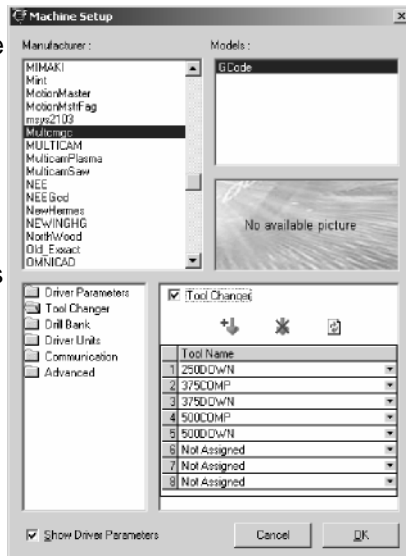 Machine Setup
Manufacturer :
MIMAKI
Mint
MotionMaster
MotionMstrFag
msys2103
Multcmgc
MULTICAM
MulticamPlasma
MulticamSaw
NEE
NEEGod
NewHermes
NEWINGHG
NorthWood
Old_Exxact
OMNICAD
Models :
GCode
No available picture
Driver Parameters
Tool Changer
Drill Bank
Driver Units
Communication
Advanced
Tool Changer
Tool Name
1 250DOWN
2 375COMP
3 375DOWN
4 500COMP
5 500DOWN
6 Not Assigned
7 Not Assigned
8 Not Assigned
Show Driver Parameters
Cancel
OK